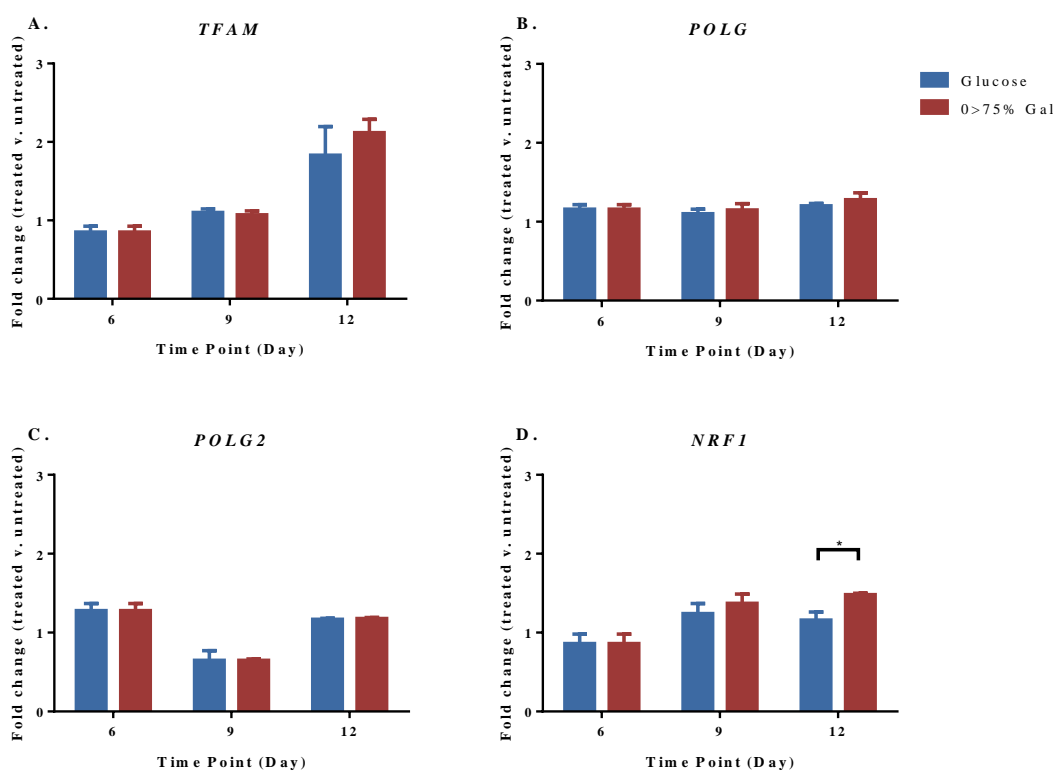 A.
TFAM
Fold change (treated v. untreated)
3
2
1
0
6 9 12
Time Point (Day)
B.
POLG
Fold change (treated v. untreated)
3
2
1
0
6 9 12
Time Point (Day)
Glucose
0>75% Gal
C.
POLG2
Fold change (treated v. untreated)
3
2
1
0
6 9 12
Time Point (Day)
D.
NRF1
Fold change (treated v. untreated)
3
2
1
0
*
6 9 12
Time Point (Day)